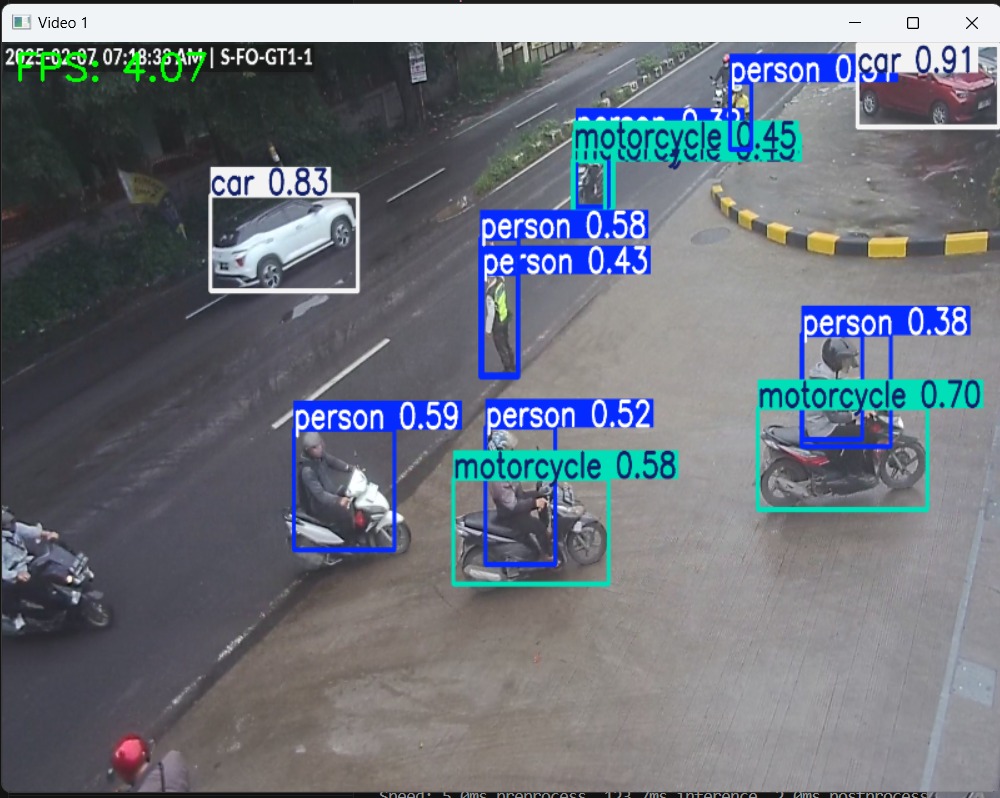 Video 1
2025-02-07 07:18:38 AM | S-FO-GT1-1
FPS: 4.07
car 0.91
person
motorcycle 0.45
car 0.83
person 0.58
person 0.43
person 0.38
motorcycle 0.70
person 0.59
person 0.52
motorcycle 0.58